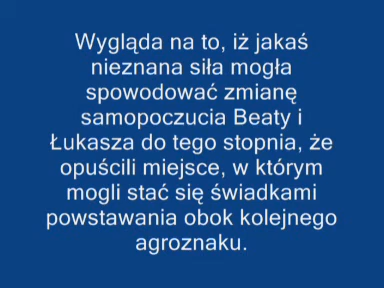 Wygląda na to, iż jakaś
nieznana siła mogła
spowodować zmianę
samopoczucia Beaty i
Łukasza do tego stopnia, że
opuścili miejsce, w którym
mogli stać się świadkami
powstawania obok kolejnego
agroznaku.